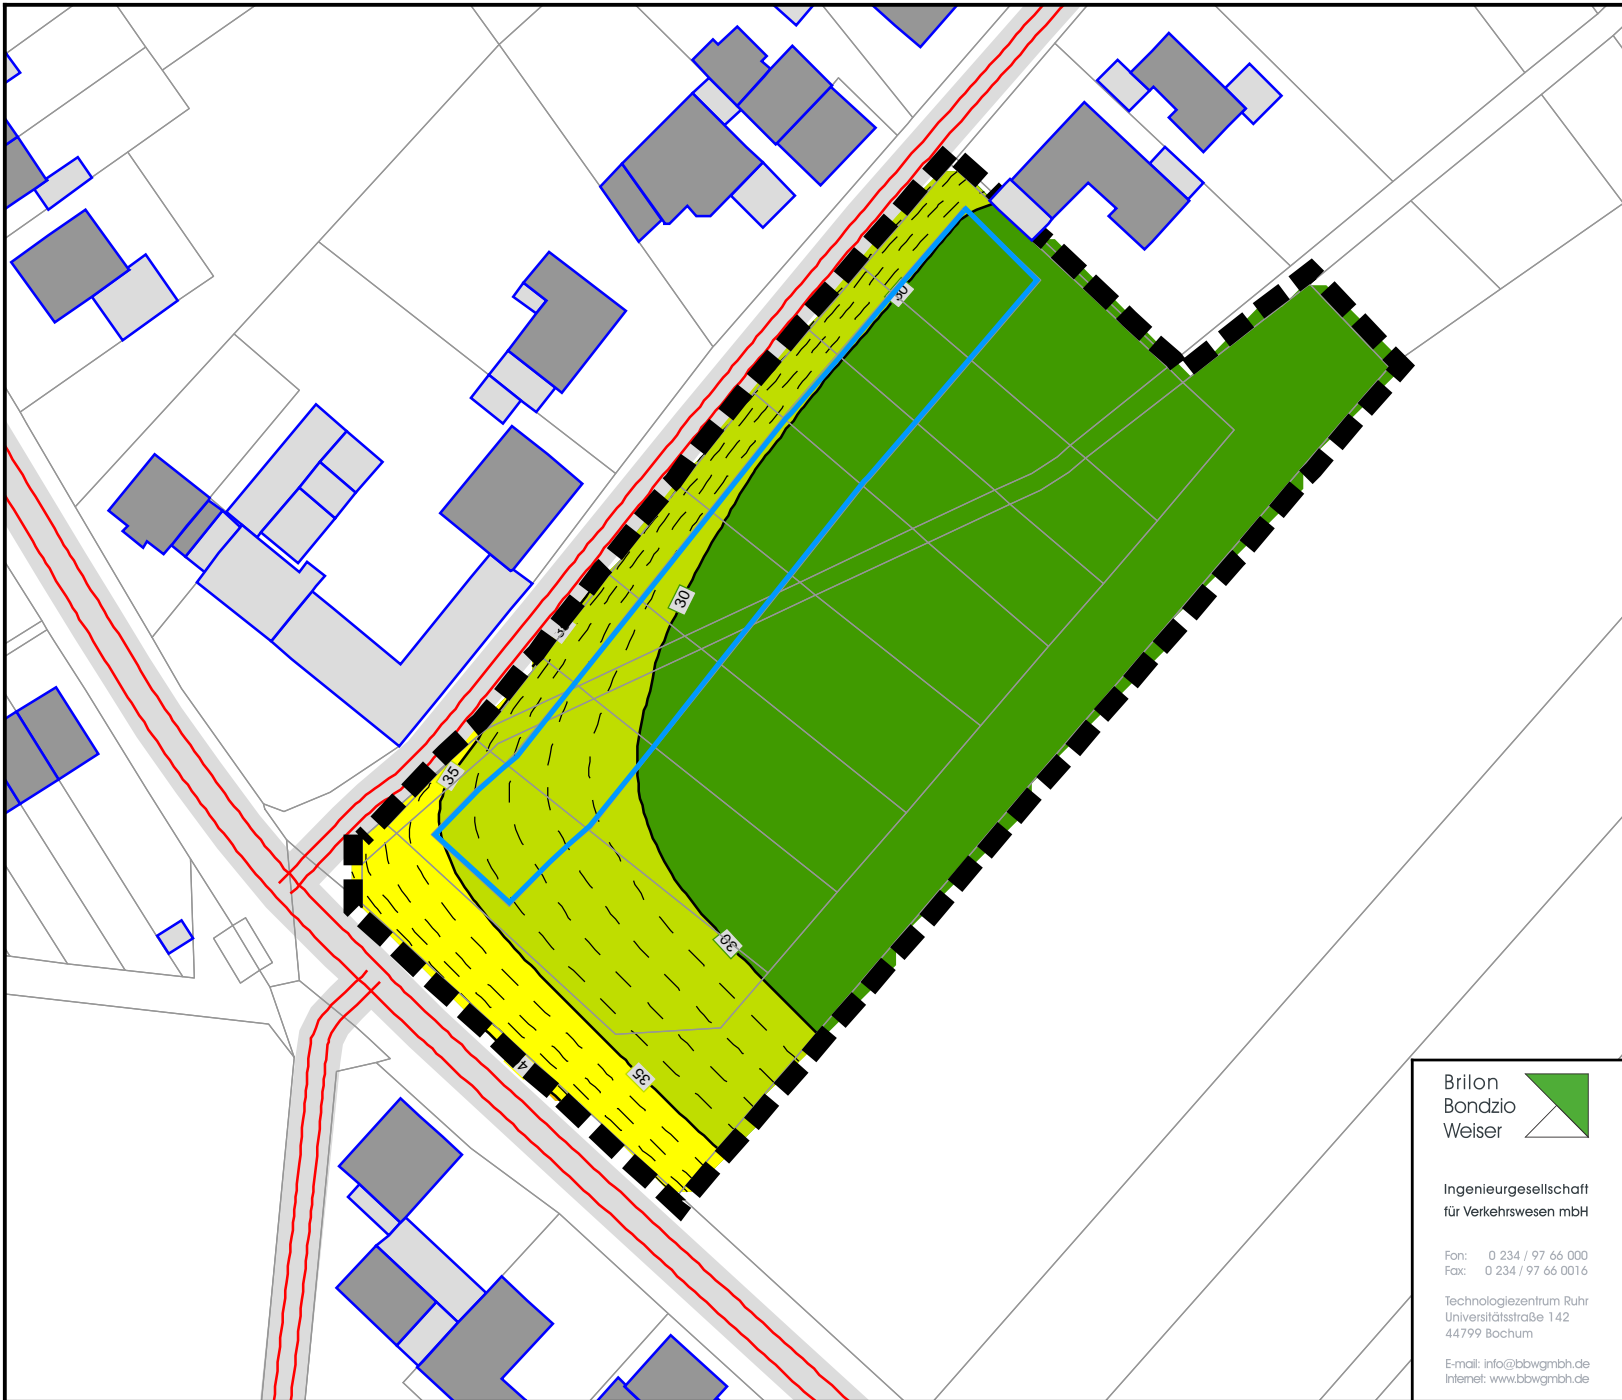 30
30
35
30
35
4
Brilon
Bondzio
Weiser
Ingenieurgesellschaft
für Verkehrswesen mbH
Fon: 0 234 / 97 66 000
Fax: 0 234 / 97 66 0016
Technologiezentrum Ruhr
Universitätsstraße 142
44799 Bochum
E-mail: info@bbwgmbh.de
Internet: www.bbwgmbh.de